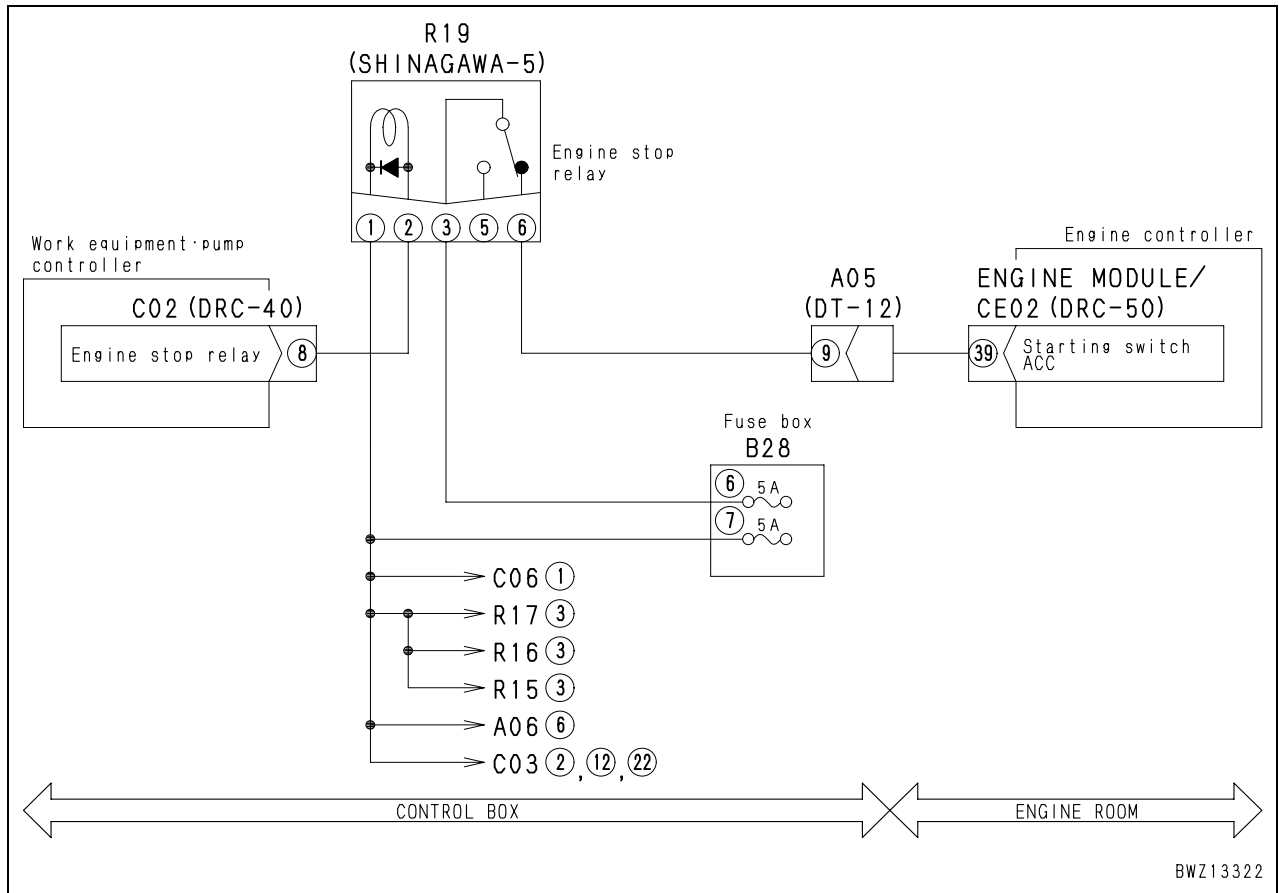 R19
(SHINAGAWA-5)
Engine stop
relay
① ② ③ ⑤ ⑥
Work equipment·pump
controller
C02 (DRC-40)
Engine stop relay ⑧
Engine controller
A05
(DT-12)
⑨
ENGINE MODULE/
CE02 (DRC-50)
㊴ Starting switch
ACC
Fuse box
B28
⑥ 5A
⑦ 5A
C06 ①
R17 ③
R16 ③
R15 ③
A06 ⑥
C03 ②, ⑫, ㉒
CONTROL BOX
ENGINE ROOM
BWZ13322